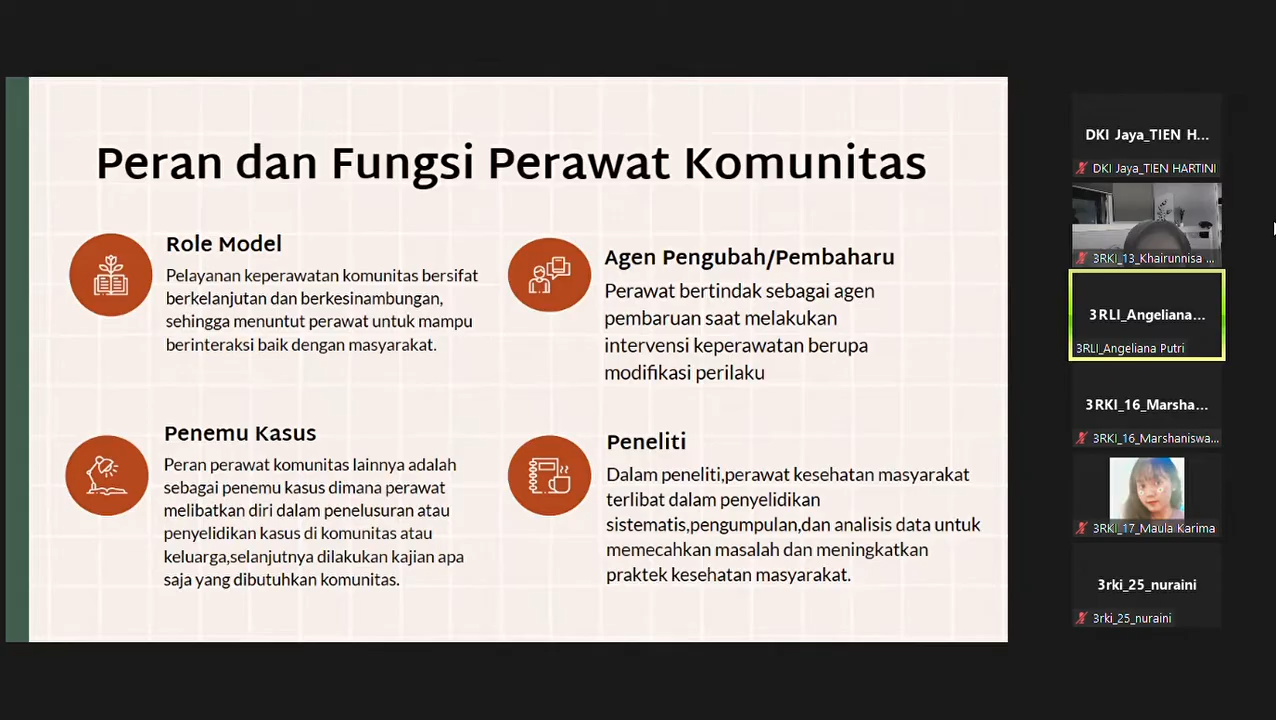 Peran dan Fungsi Perawat Komunitas
Role Model
Pelayanan keperawatan komunitas bersifat
berkelanjutan dan berkesinambungan,
sehingga menuntut perawat untuk mampu
berinteraksi baik dengan masyarakat.
Agen Pengubah/Pembaharu
Perawat bertindak sebagai agen
pembaruan saat melakukan
intervensi keperawatan berupa
modifikasi perilaku
Penemu Kasus
Peran perawat komunitas lainnya adalah
sebagai penemu kasus dimana perawat
melibatkan diri dalam penelusuran atau
penyelidikan kasus di komunitas atau
keluarga,selanjutnya dilakukan kajian apa
saja yang dibutuhkan komunitas.
Peneliti
Dalam peneliti,perawat kesehatan masyarakat
terlibat dalam penyelidikan
sistematis,pengumpulan,dan analisis data untuk
memecahkan masalah dan meningkatkan
praktek kesehatan masyarakat.
DKI Jaya_TIEN H...
DKI Jaya_TIEN HARTINI
3RKI_13_Khairunnisa ...
3RLI_Angeliana...
3RLI_Angeliana Putri
3RKI_16_Marsha...
3RKI_16_Marshaniswa...
3RKI_17_Maula Karima
3rki_25_nuraini
3rki_25_nuraini